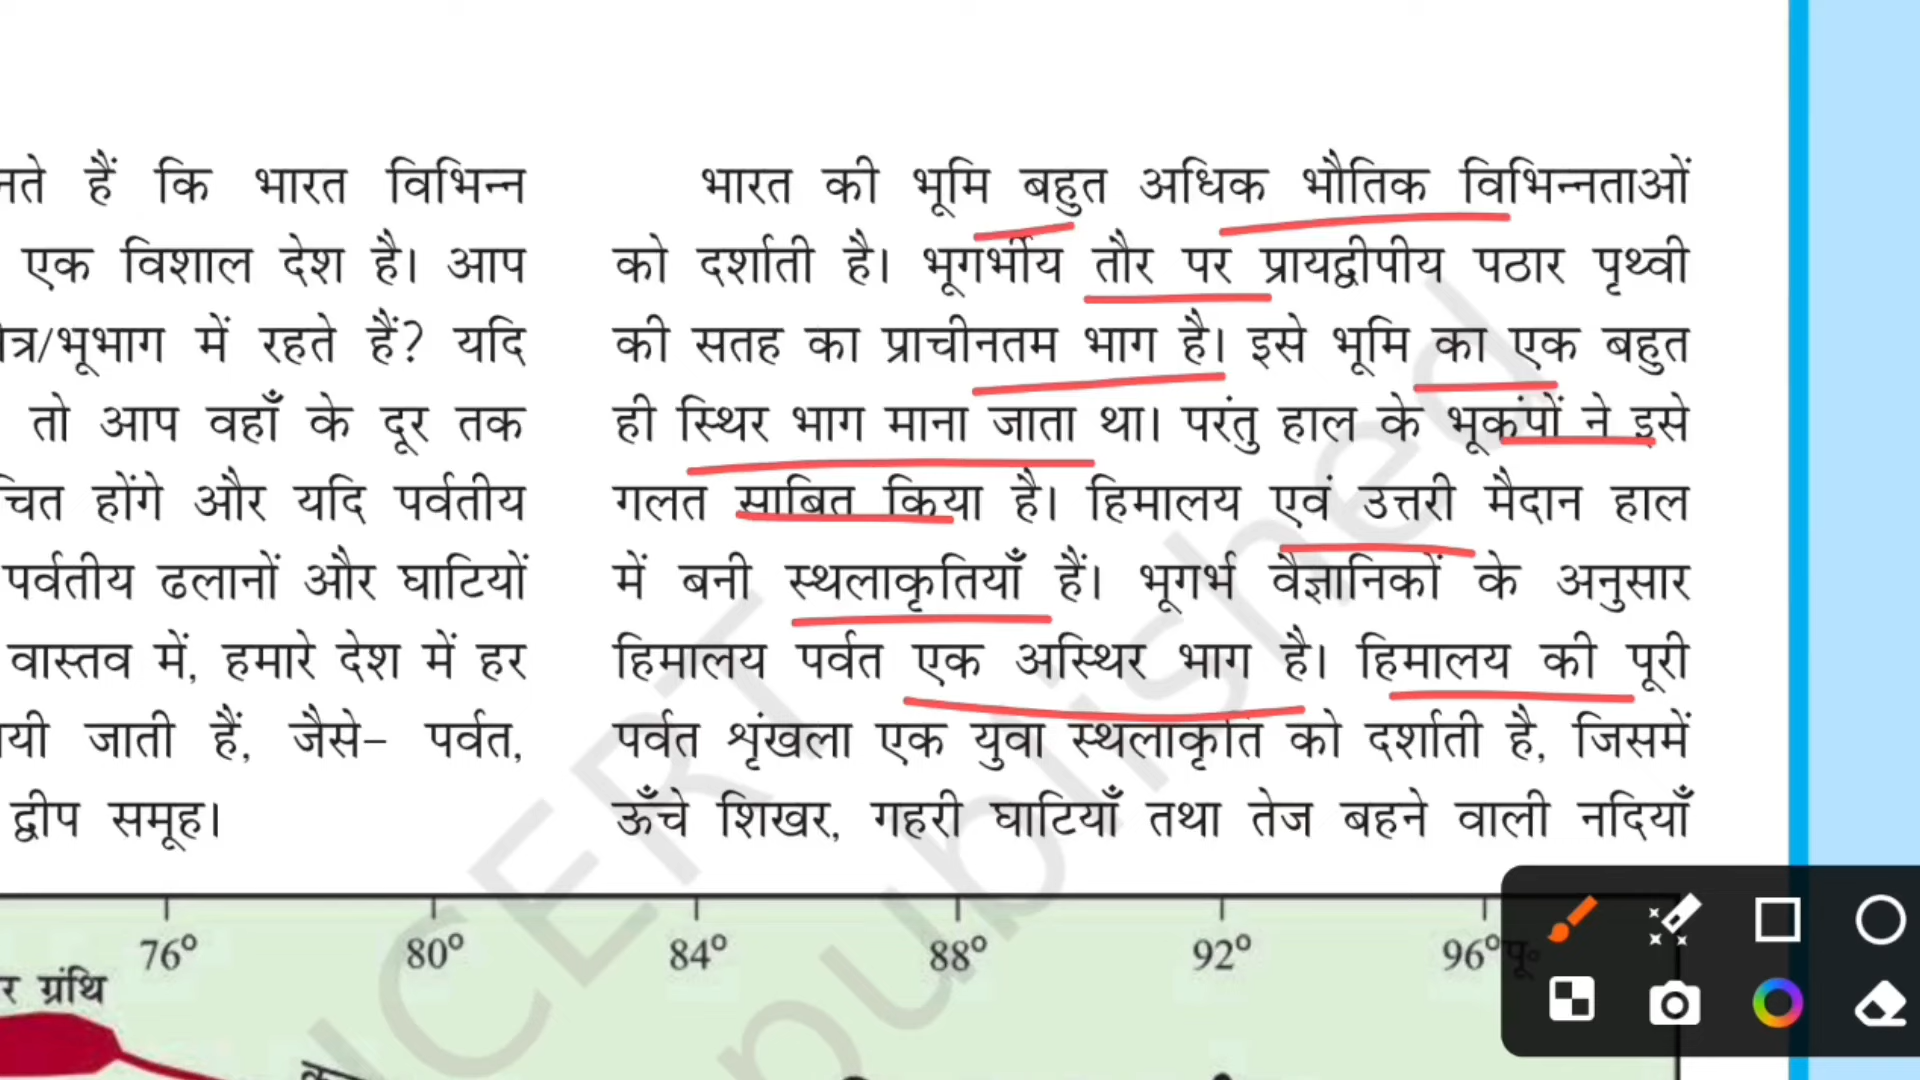 हैं कि भारत विभिन्न
एक विशाल देश है। आप
में रहते हैं? यदि
तो आप वहाँ के दूर तक
होंगे और यदि पर्वतीय
पर्वतीय ढलानों और घाटियों
वास्तव में, हमारे देश में हर
जाती हैं, जैसे– पर्वत,
द्वीप समूह।
भारत की भूमि बहुत अधिक भौतिक विभिन्नताओं
को दर्शाती है। भूगर्भीय तौर पर प्रायद्वीपीय पठार पृथ्वी
की सतह का प्राचीनतम भाग है। इसे भूमि का एक बहुत
ही स्थिर भाग माना जाता था। परंतु हाल के भूकंपों ने इसे
गलत साबित किया है। हिमालय एवं उत्तरी मैदान हाल
में बनी स्थलाकृतियाँ हैं। भूगर्भ वैज्ञानिकों के अनुसार
हिमालय पर्वत एक अस्थिर भाग है। हिमालय की पूरी
पर्वत शृंखला एक युवा स्थलाकृति को दर्शाती है, जिसमें
ऊँचे शिखर, गहरी घाटियाँ तथा तेज बहने वाली नदियाँ
76° 80° 84° 88° 92° 96° पू॰
ग्रंथि
NCERT
published